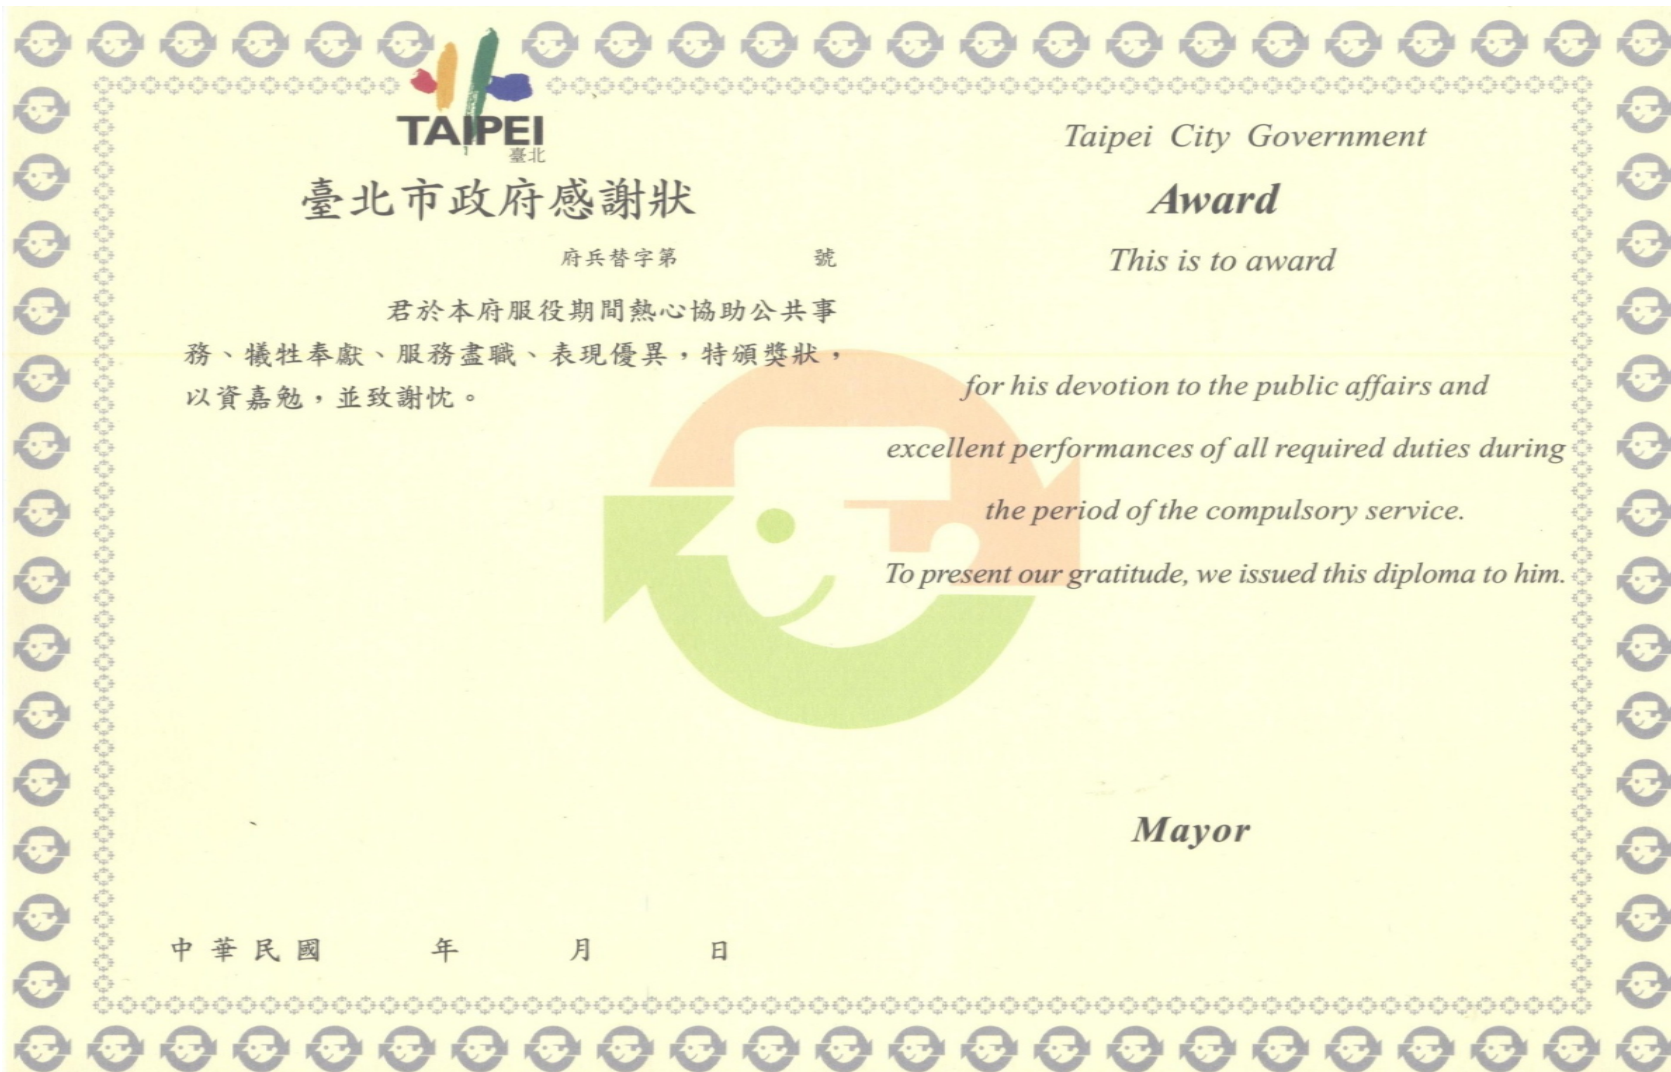 TAIPEI
臺北
臺北市政府感謝狀
府兵替字第 號
君於本府服役期間熱心協助公共事
務、犧牲奉獻、服務盡職、表現優異，特頒獎狀，
以資嘉勉，並致謝忱。
中華民國 年 月 日
Taipei City Government
Award
This is to award
for his devotion to the public affairs and
excellent performances of all required duties during
the period of the compulsory service.
To present our gratitude, we issued this diploma to him.
Mayor